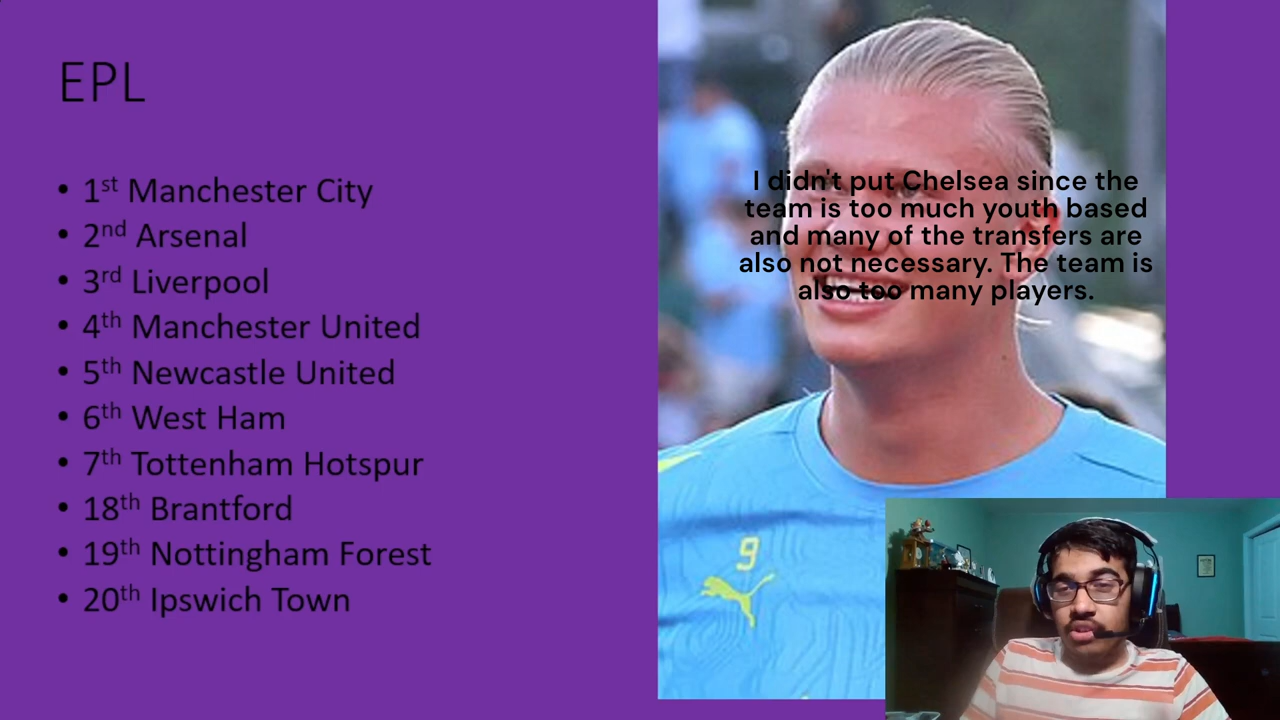 EPL
• 1st Manchester City
• 2nd Arsenal
• 3rd Liverpool
• 4th Manchester United
• 5th Newcastle United
• 6th West Ham
• 7th Tottenham Hotspur
• 18th Brantford
• 19th Nottingham Forest
• 20th Ipswich Town
I didn't put Chelsea since the
team is too much youth based
and many of the transfers are
also not necessary. The team is
also too many players.
9